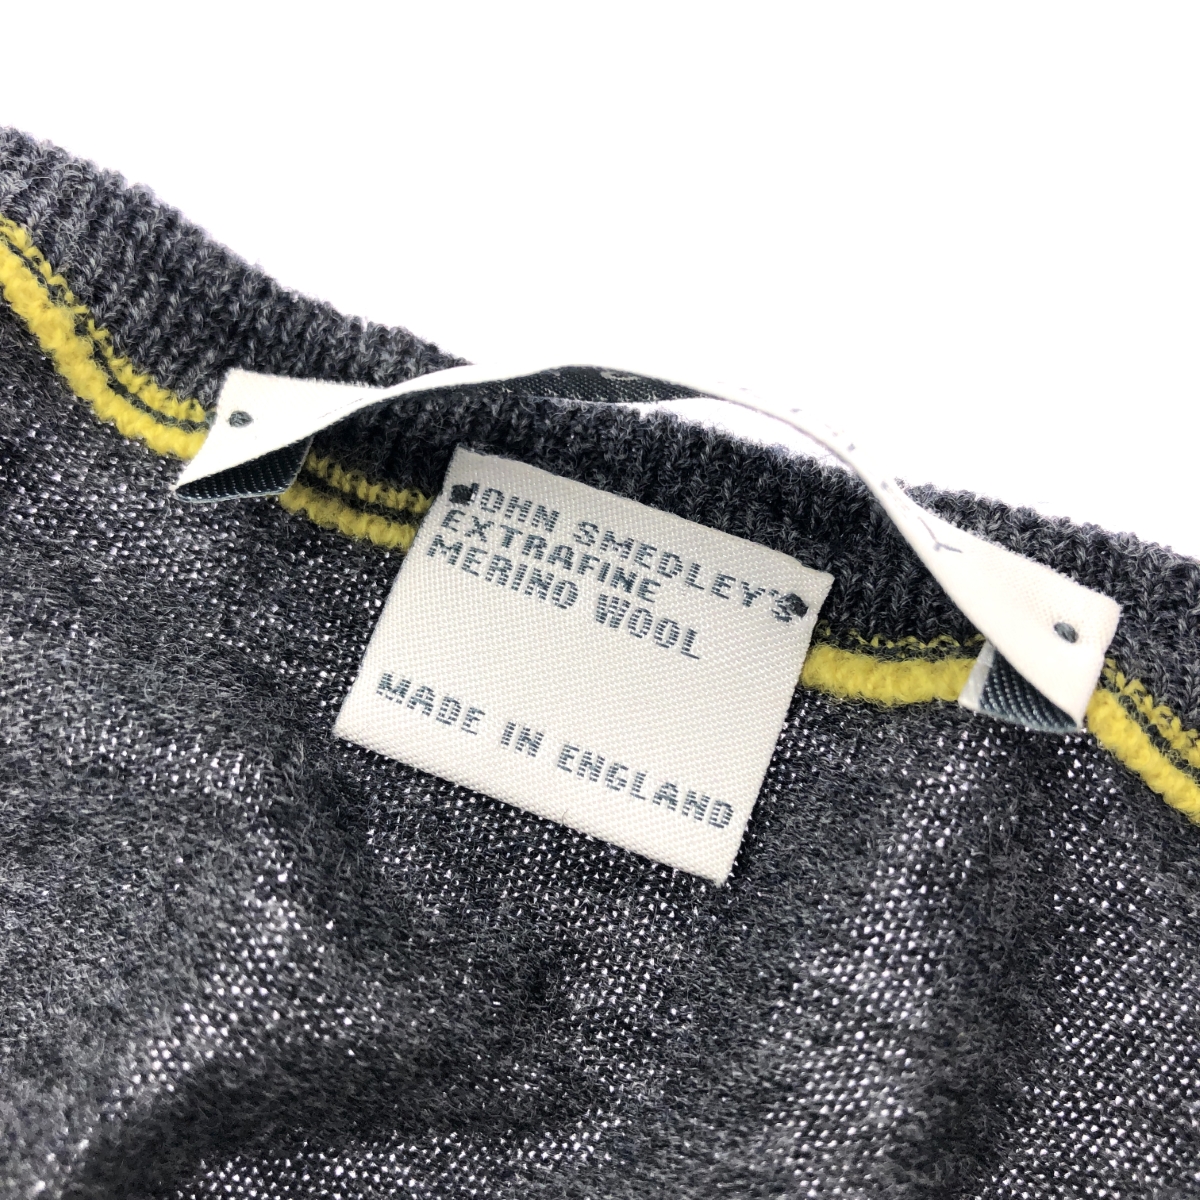 JOHN SMEDLEY'S
EXTRAFINE
MERINO WOOL
MADE IN ENGLAND